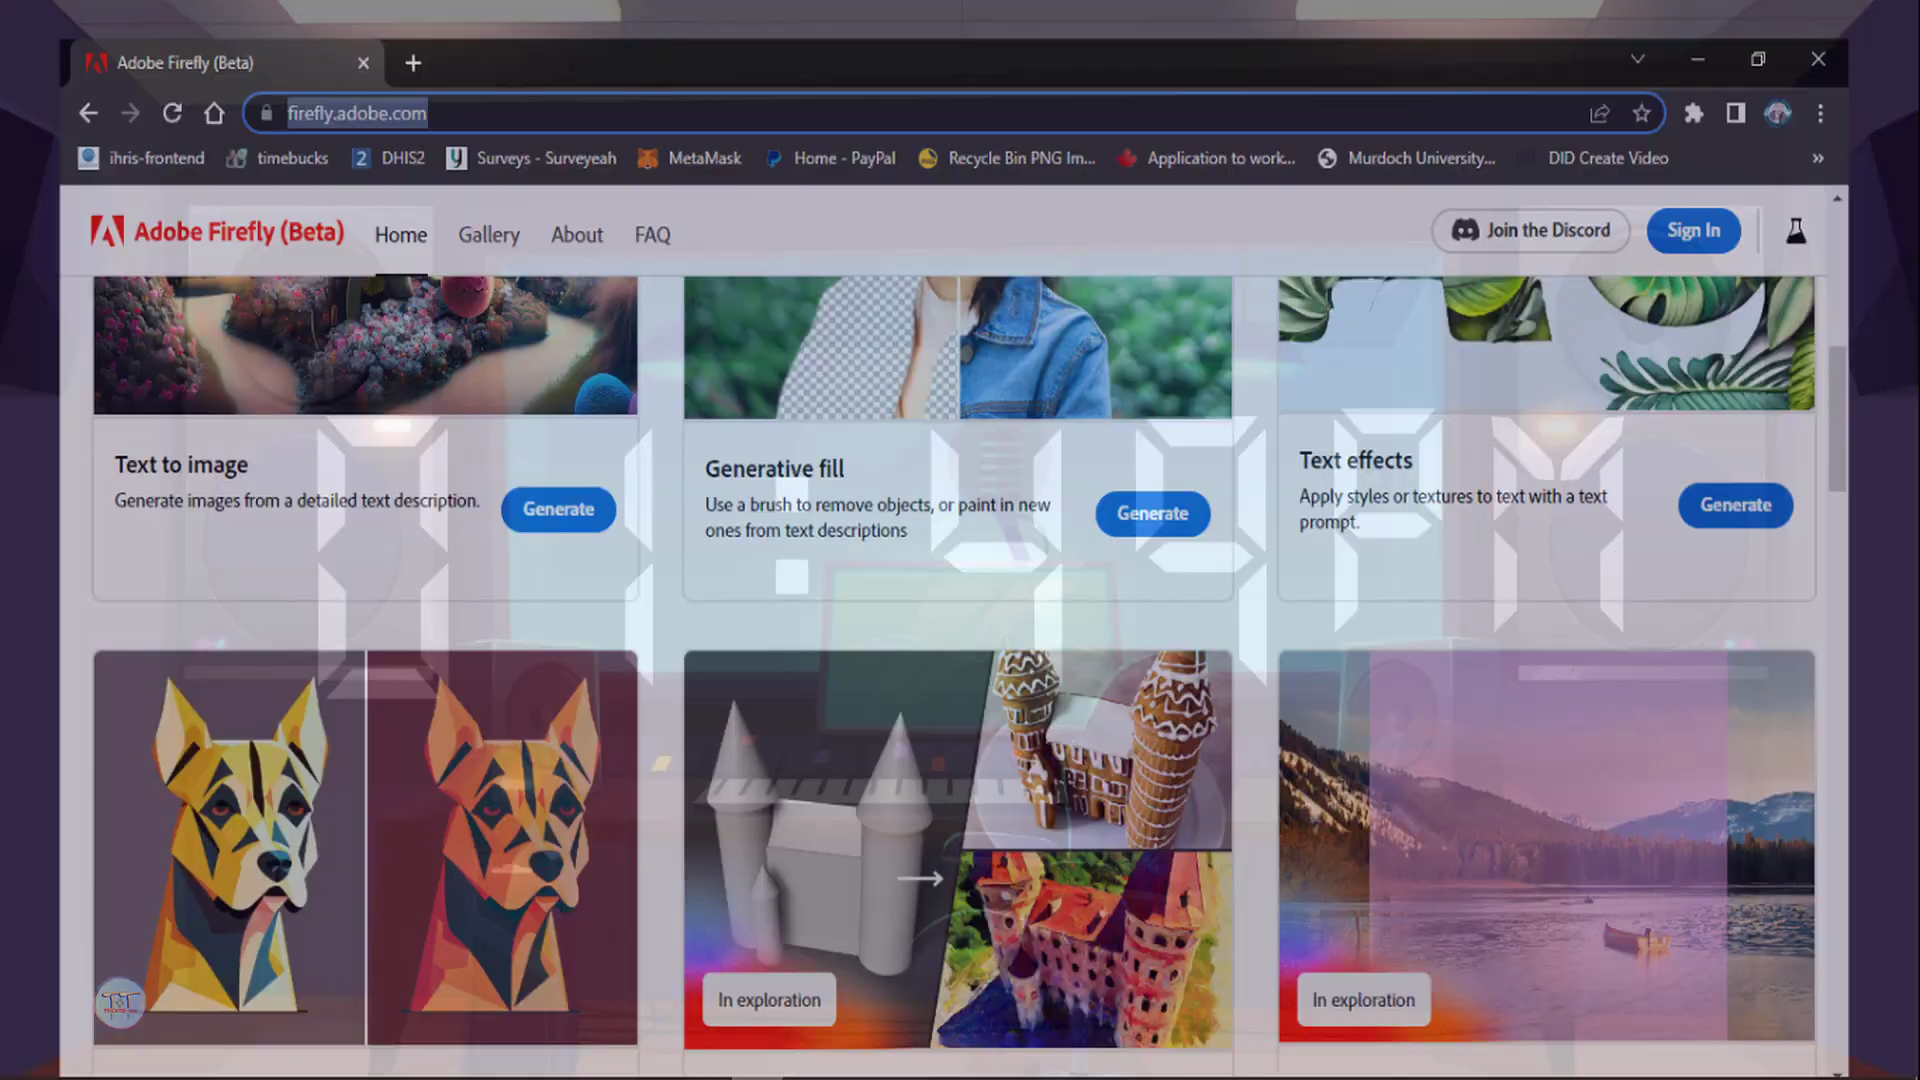 Adobe Firefly (Beta)
firefly.adobe.com
ihris-frontend
timebucks
2 DHIS2
Surveys - Surveyeah
MetaMask
Home - PayPal
Recycle Bin PNG Im...
Application to work...
Murdoch University,...
DID Create Video
»
Adobe Firefly (Beta)
Home
Gallery
About
FAQ
Join the Discord
Sign In
Text to image
Generate images from a detailed text description.
Generate
Generative fill
Use a brush to remove objects, or paint in new
ones from text descriptions
Generate
Text effects
Apply styles or textures to text with a text
prompt.
Generate
In exploration
In exploration